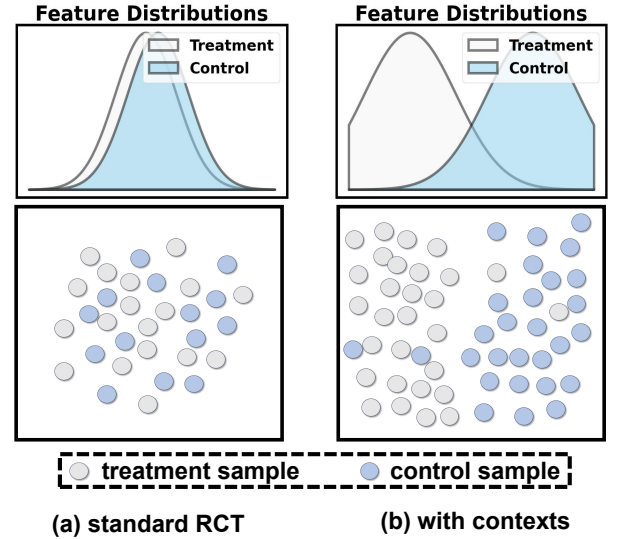 Feature Distributions
Treatment
Control
Feature Distributions
Treatment
Control
treatment sample
control sample
(a) standard RCT
(b) with contexts